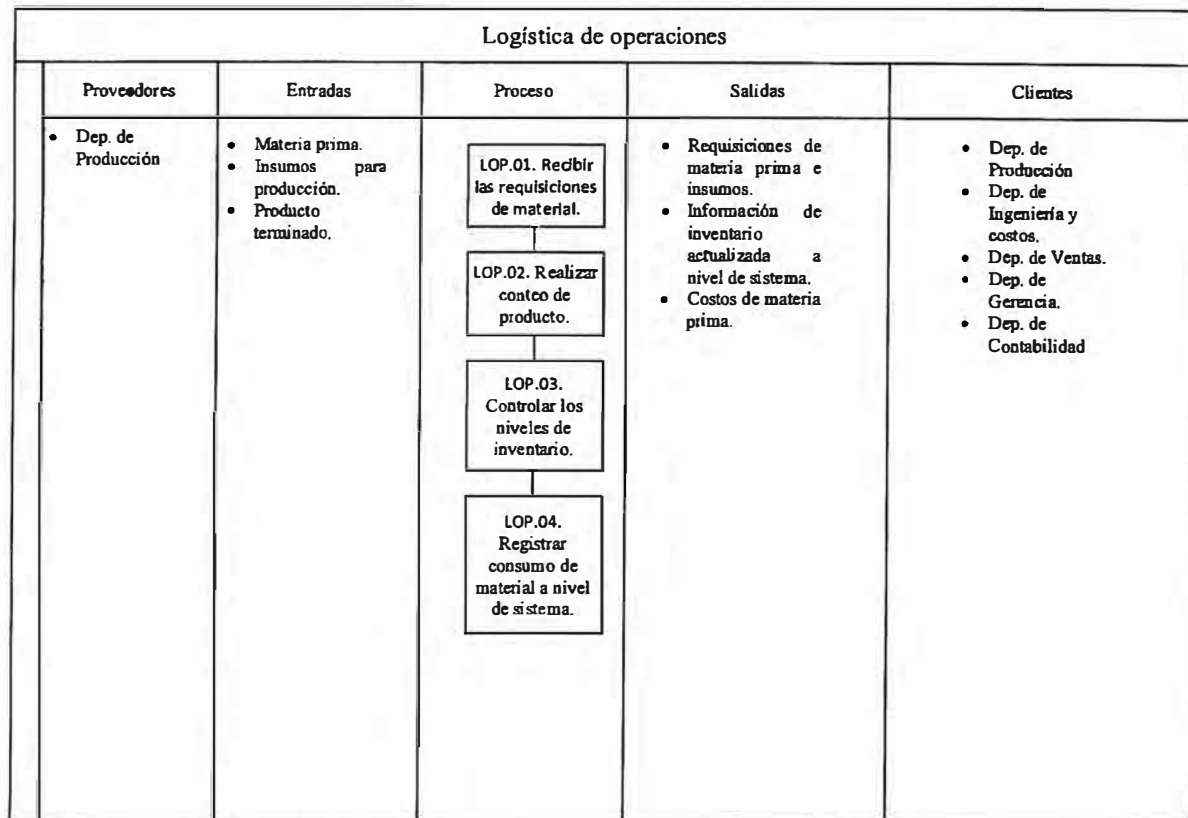 Logística de operaciones
Proveedores
Entradas
Proceso
Salidas
Clientes
• Dep. de
Producción
• Materia prima.
• Insumos para
producción.
• Producto
terminado.
LOP.01. Recibir
las requisiciones
de material.
LOP.02. Realizar
conteo de
producto.
LOP.03.
Controlar los
niveles de
inventario.
LOP.04.
Registrar
consumo de
material a nivel
de sistema.
• Requisiciones de
materia prima e
insumos.
• Información de
inventario
actualizada a
nivel de sistema.
• Costos de materia
prima.
• Dep. de
Producción
• Dep. de
Ingeniería y
costos.
• Dep. de Ventas.
• Dep. de
Gerencia.
• Dep. de
Contabilidad